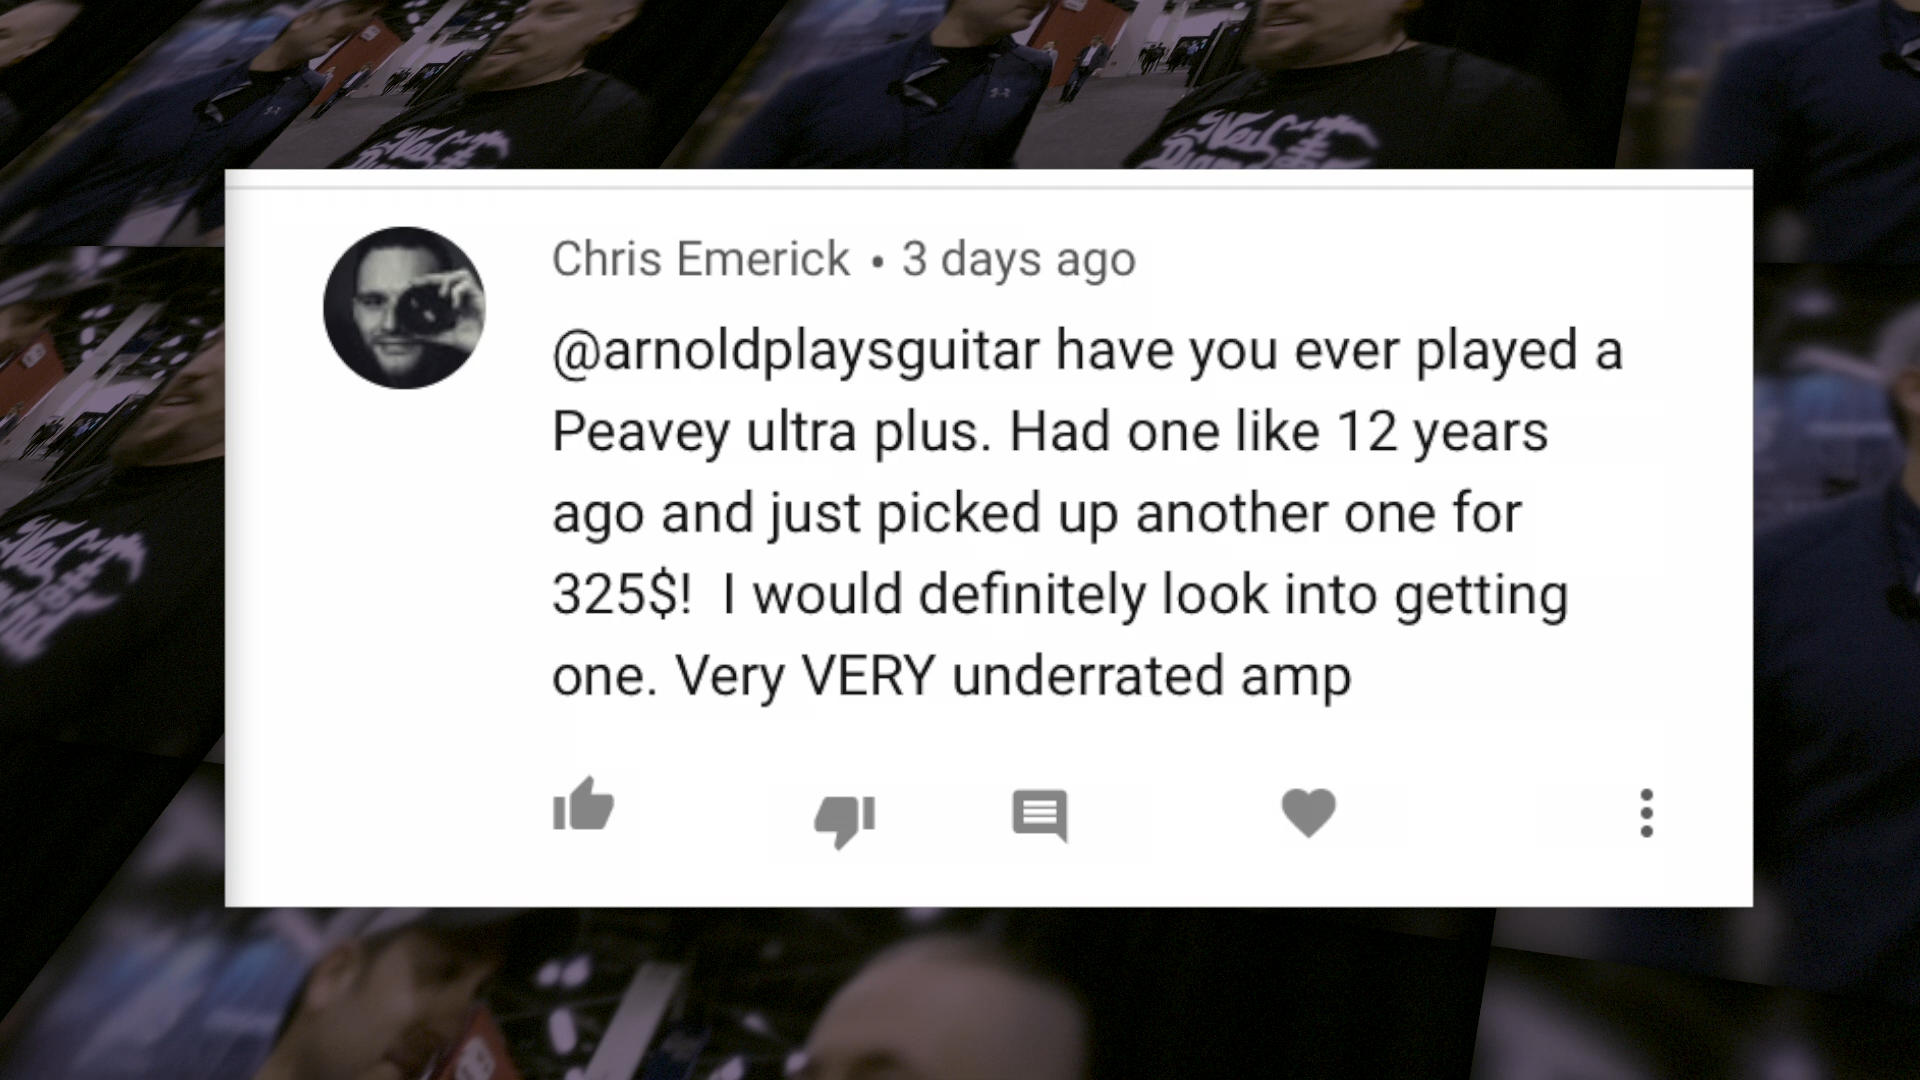 Chris Emerick • 3 days ago
@arnoldplaysguitar have you ever played a
Peavey ultra plus. Had one like 12 years
ago and just picked up another one for
325$!  I would definitely look into getting
one. Very VERY underrated amp